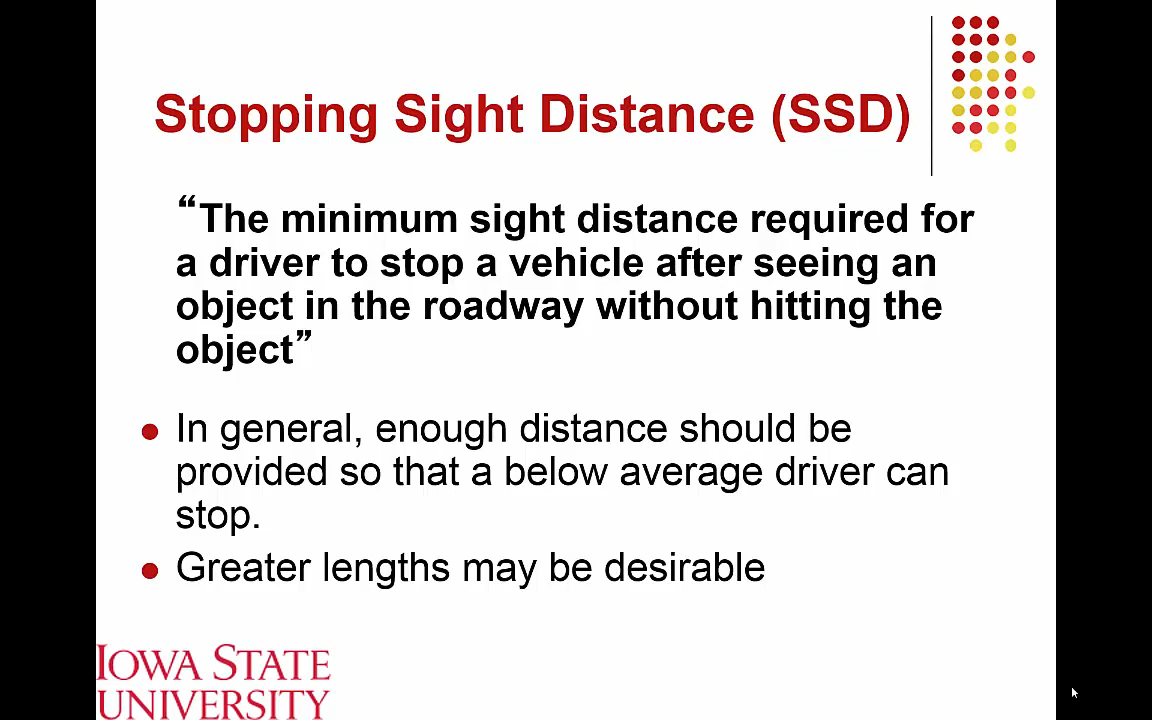 Stopping Sight Distance (SSD)
“The minimum sight distance required for
a driver to stop a vehicle after seeing an
object in the roadway without hitting the
object”
In general, enough distance should be
provided so that a below average driver can
stop.
Greater lengths may be desirable
IOWA STATE
UNIVERSITY